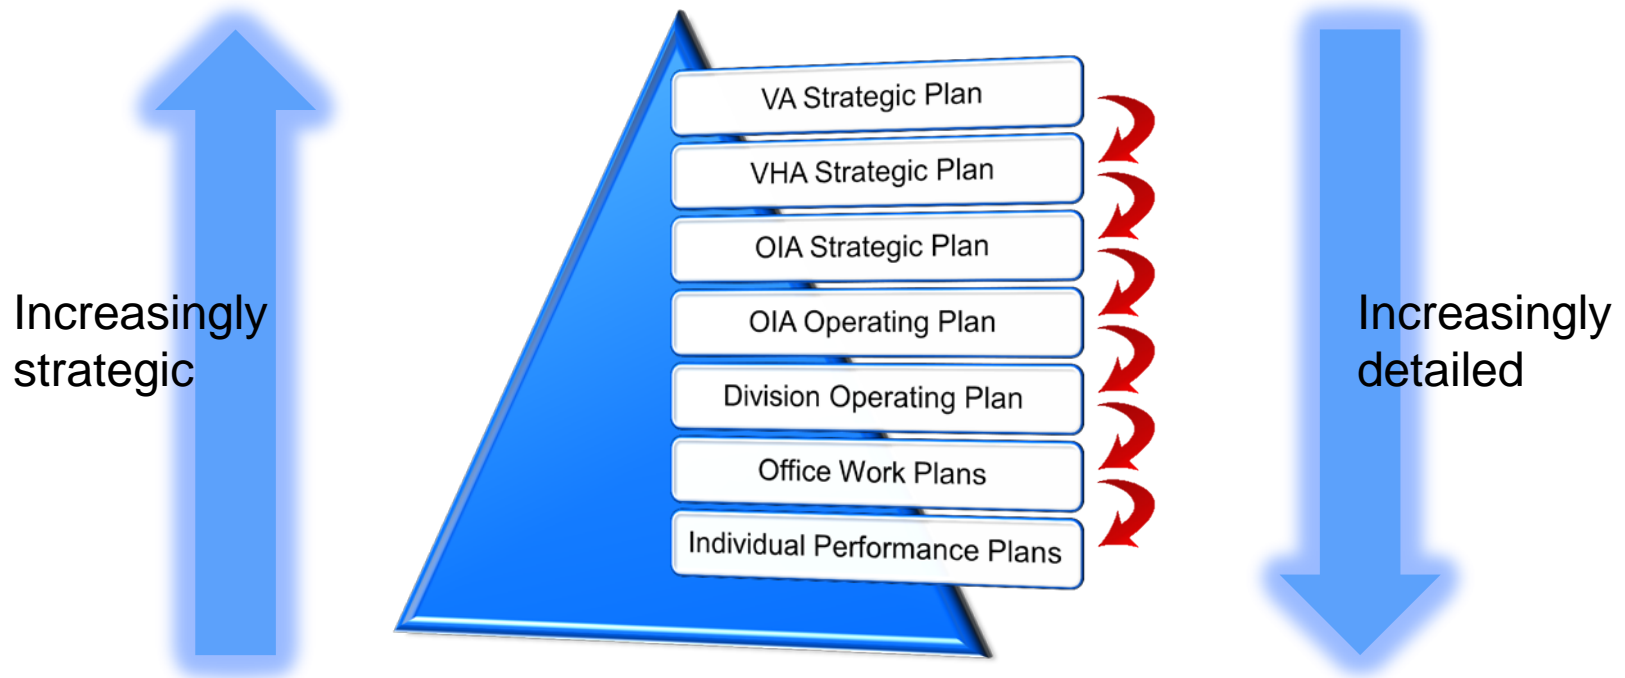 VA Strategic Plan
VHA Strategic Plan
OIA Strategic Plan
OIA Operating Plan
Division Operating Plan
Office Work Plans
Individual Performance Plans
Increasingly
strategic
Increasingly
detailed